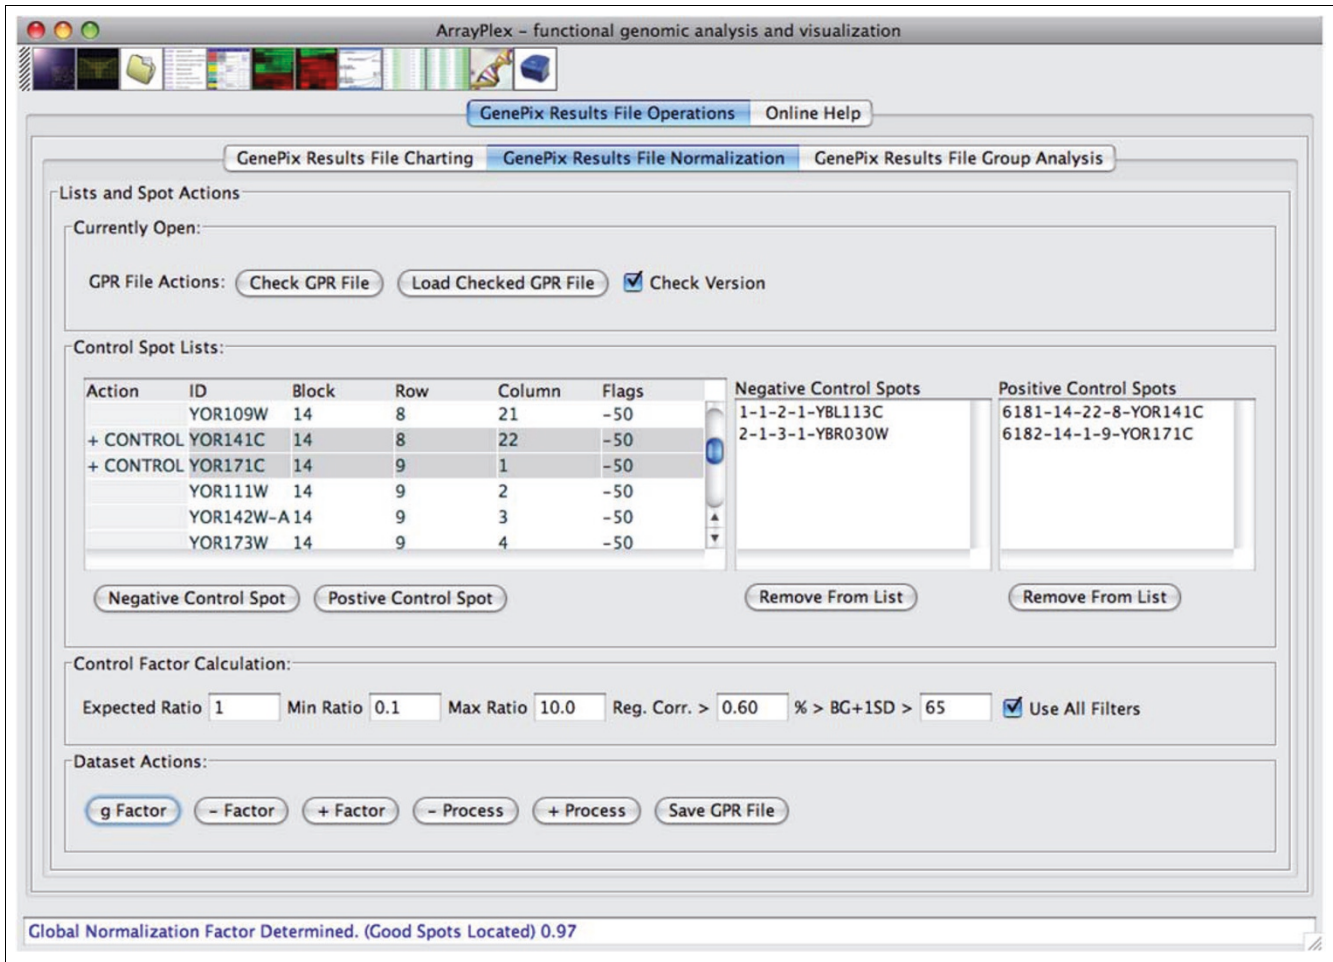 ArrayPlex – functional genomic analysis and visualization
GenePix Results File Operations Online Help
GenePix Results File Charting GenePix Results File Normalization GenePix Results File Group Analysis
Lists and Spot Actions
Currently Open:
GPR File Actions: Check GPR File Load Checked GPR File Check Version
Control Spot Lists:
Action ID Block Row Column Flags Negative Control Spots Positive Control Spots
YOR109W 14 8 21 -50 1-1-2-1-YBL113C 6181-14-22-8-YOR141C
+ CONTROL YOR141C 14 8 22 -50 2-1-3-1-YBR030W 6182-14-1-9-YOR171C
+ CONTROL YOR171C 14 9 1 -50
YOR111W 14 9 2 -50
YOR142W-A 14 9 3 -50
YOR173W 14 9 4 -50
Negative Control Spot Postive Control Spot Remove From List Remove From List
Control Factor Calculation:
Expected Ratio 1 Min Ratio 0.1 Max Ratio 10.0 Reg. Corr. > 0.60 % > BG+1SD > 65 Use All Filters
Dataset Actions:
g Factor - Factor + Factor - Process + Process Save GPR File
Global Normalization Factor Determined. (Good Spots Located) 0.97